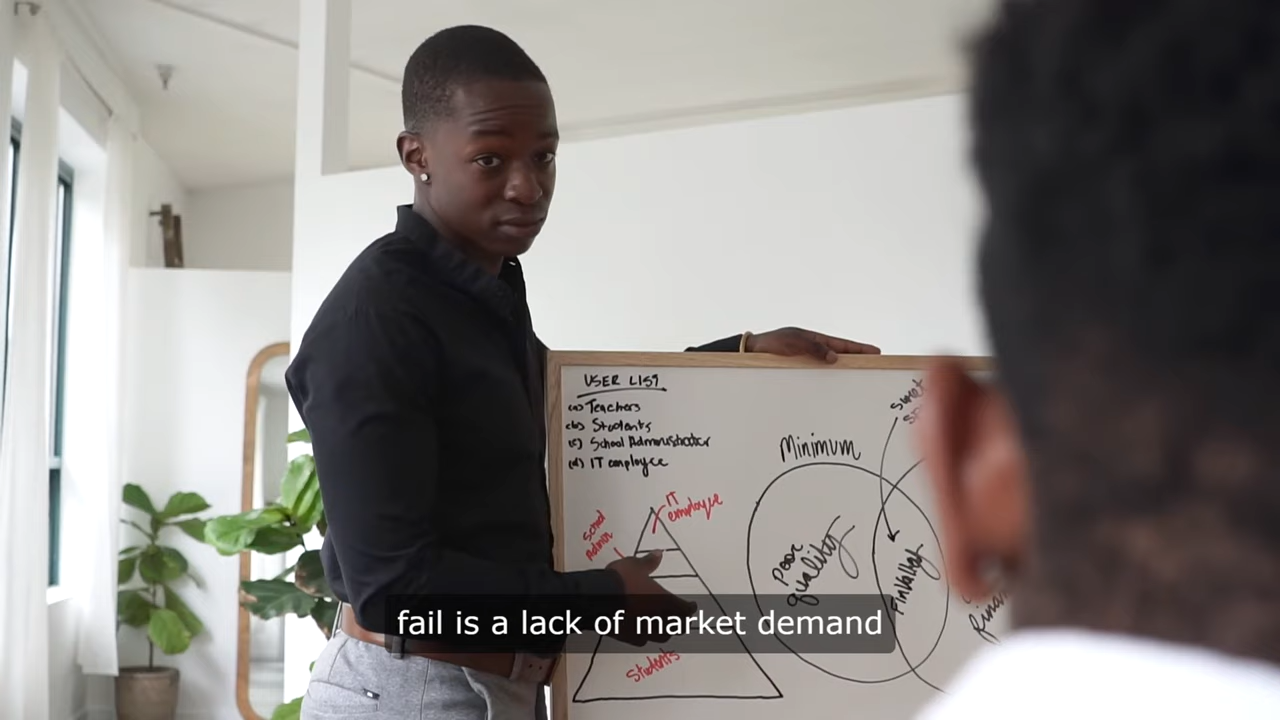 USER LIST
(a) Teachers
(b) Students
(c) School Administrator
(d) IT employee
Minimum
sweet
IT
employee
School
Admin
Poor
quality
Students
fail is a lack of market demand